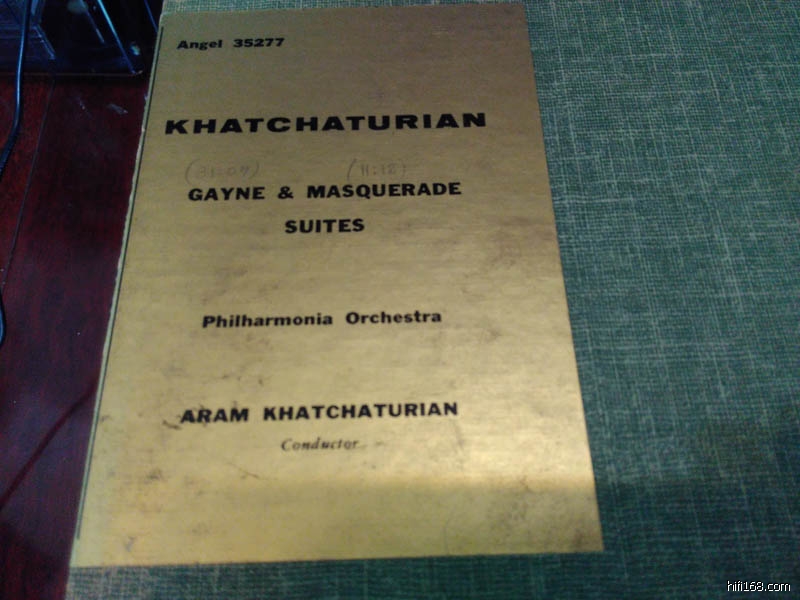 Angel 35277
KHATCHATURIAN
(31:07) (11:18)
GAYNE & MASQUERADE
SUITES
Philharmonia Orchestra
ARAM KHATCHATURIAN
Conductor
hifi168.com